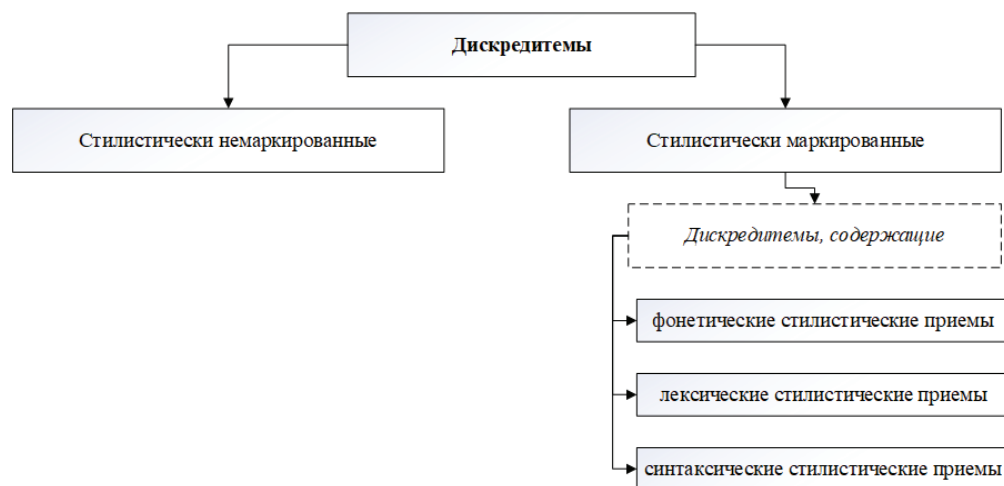 Дискредитемы
Стилистически немаркированные
Стилистически маркированные
Дискредитемы, содержащие
фонетические стилистические приемы
лексические стилистические приемы
синтаксические стилистические приемы